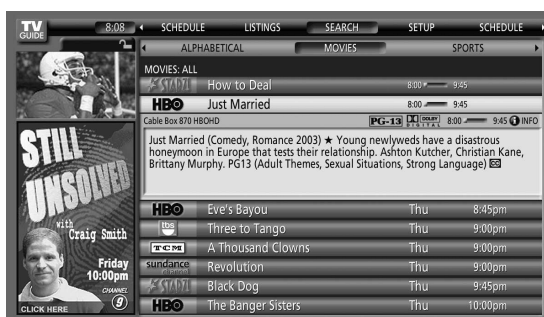 TV GUIDE
8:08
SCHEDULE LISTINGS SEARCH SETUP SCHEDULE
ALPHABETICAL MOVIES SPORTS
MOVIES: ALL
STARZ! How to Deal 8:00 9:45
HBO Just Married 8:00 9:45
Cable Box 870 HBOHD PG-13 DOLBY DIGITAL 8:00 9:45 INFO
Just Married (Comedy, Romance 2003) ★ Young newlyweds have a disastrous
honeymoon in Europe that tests their relationship. Ashton Kutcher, Christian Kane,
Brittany Murphy. PG13 (Adult Themes, Sexual Situations, Strong Language)
HBO Eve's Bayou Thu 8:45pm
tbs Three to Tango Thu 9:00pm
TCM A Thousand Clowns Thu 9:00pm
sundance channel Revolution Thu 9:00pm
STARZ! Black Dog Thu 9:45pm
HBO The Banger Sisters Thu 10:00pm
STILL
UNSOLVED
with
Craig Smith
Friday
10:00pm
CHANNEL
9
CLICK HERE